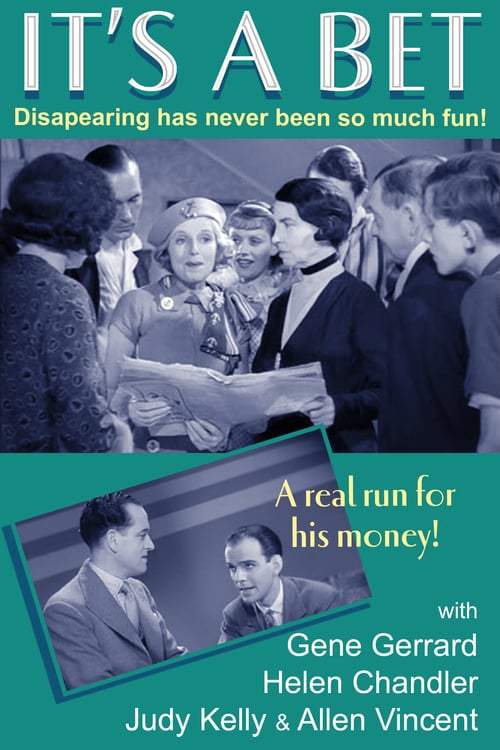 IT'S A BET
Disapearing has never been so much fun!
A real run for
his money!
with
Gene Gerrard
Helen Chandler
Judy Kelly & Allen Vincent